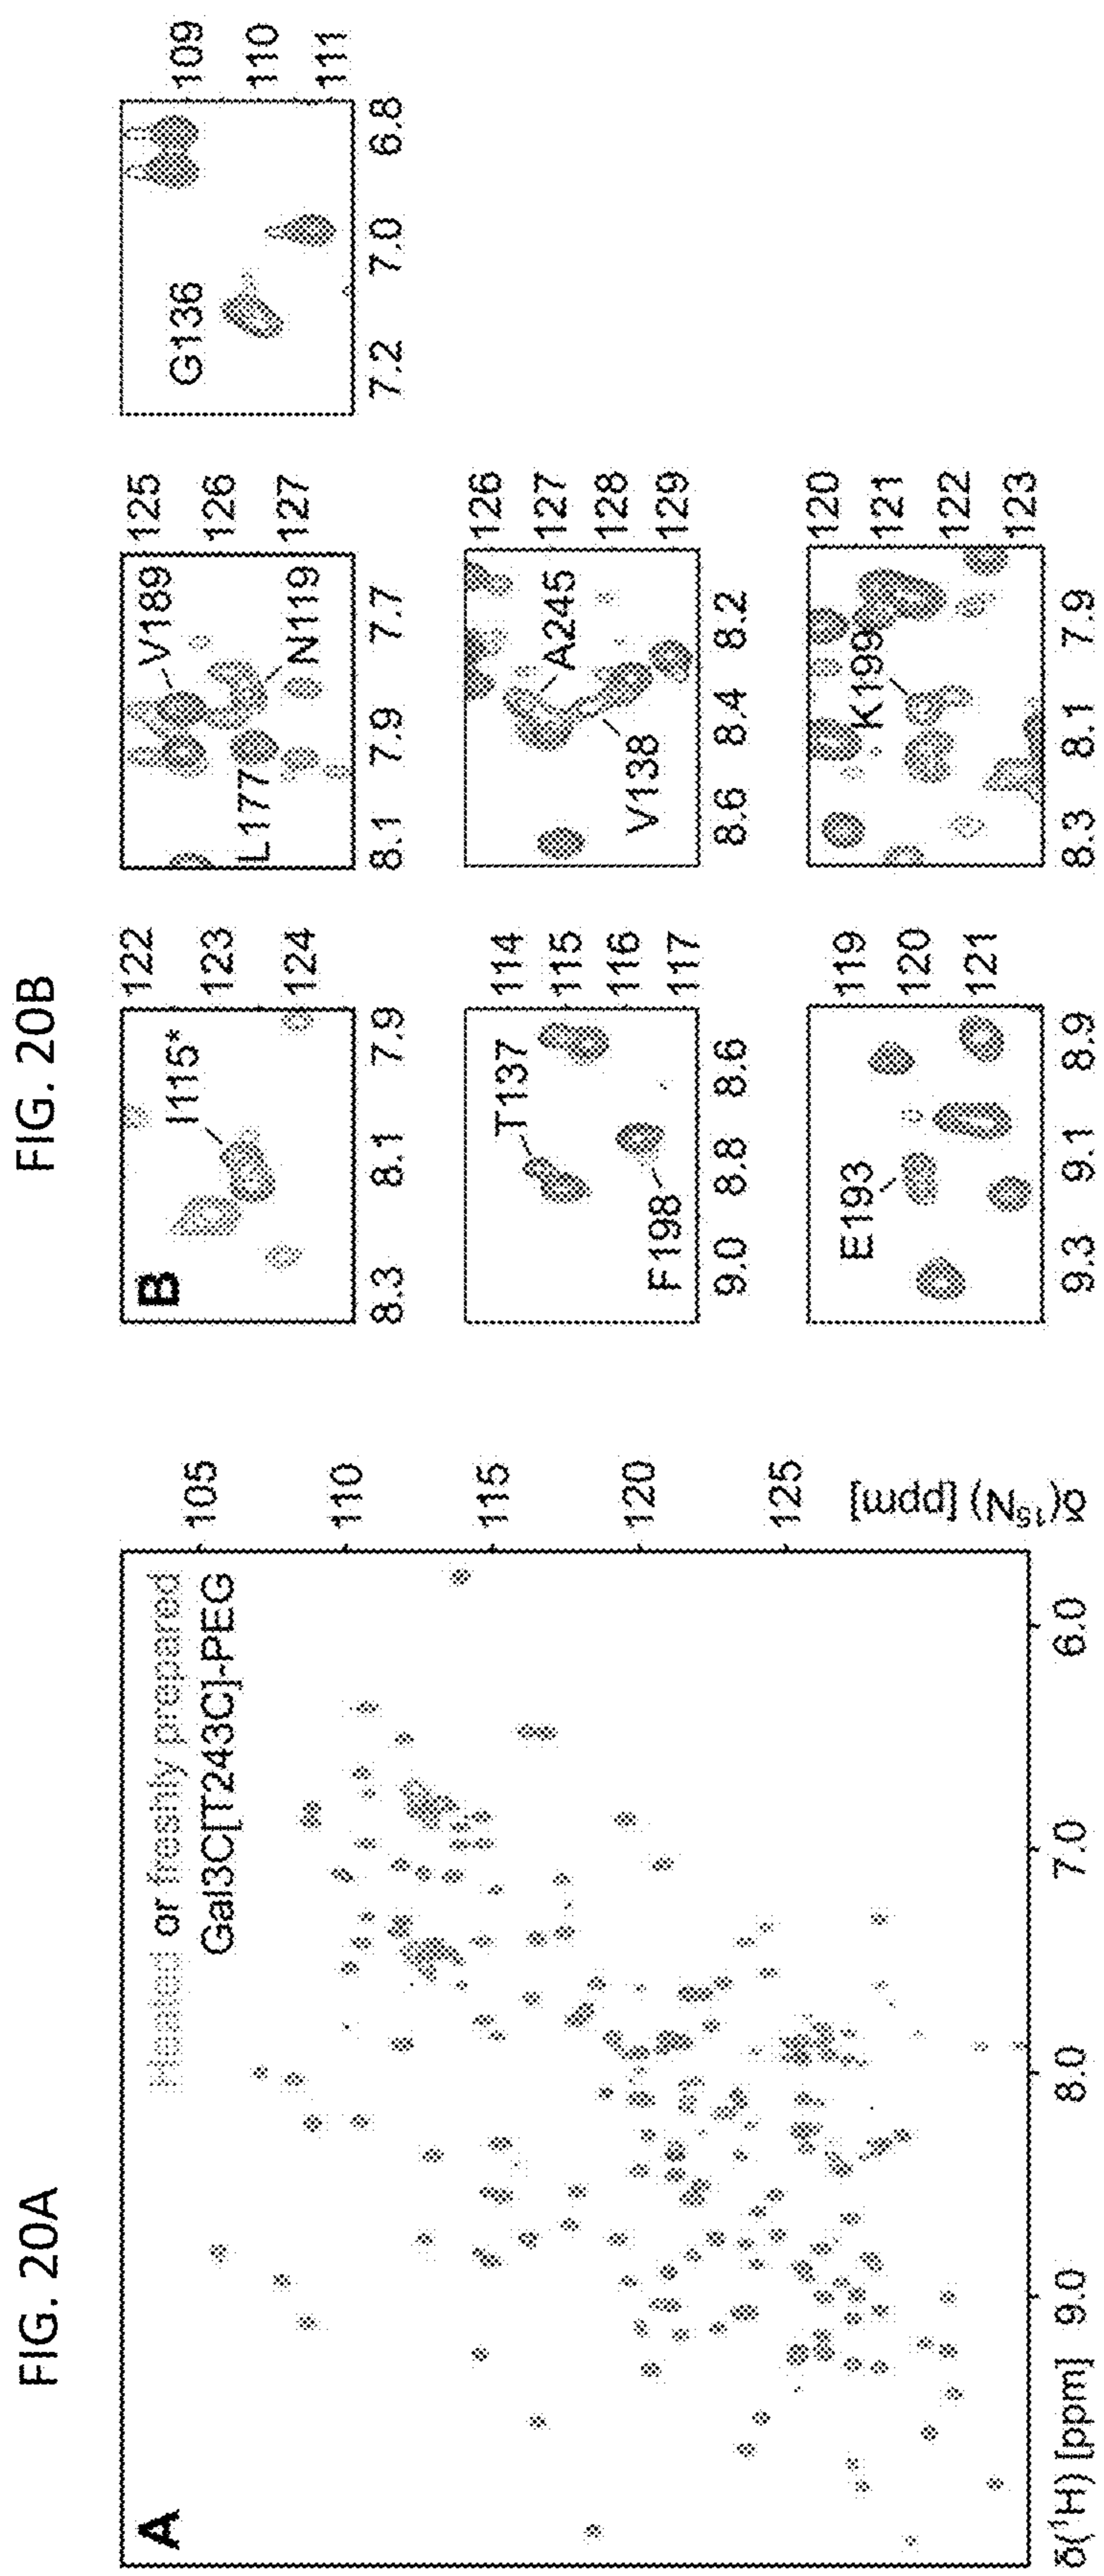 FIG. 20A
A
Heated or freshly prepared
Gal3C[T243C]-PEG
105
110
115
120
125
δ(¹⁵N) [ppm]
δ(¹H) [ppm] 9.0 8.0 7.0 6.0
FIG. 20B
B
I115*
122
123
124
8.3 8.1 7.9
V189
L177
N119
125
126
127
8.1 7.9 7.7
G136
109
110
111
7.2 7.0 6.8
T137
F198
114
115
116
117
9.0 8.8 8.6
A245
V138
126
127
128
129
8.6 8.4 8.2
E193
119
120
121
9.3 9.1 8.9
K199
120
121
122
123
8.3 8.1 7.9